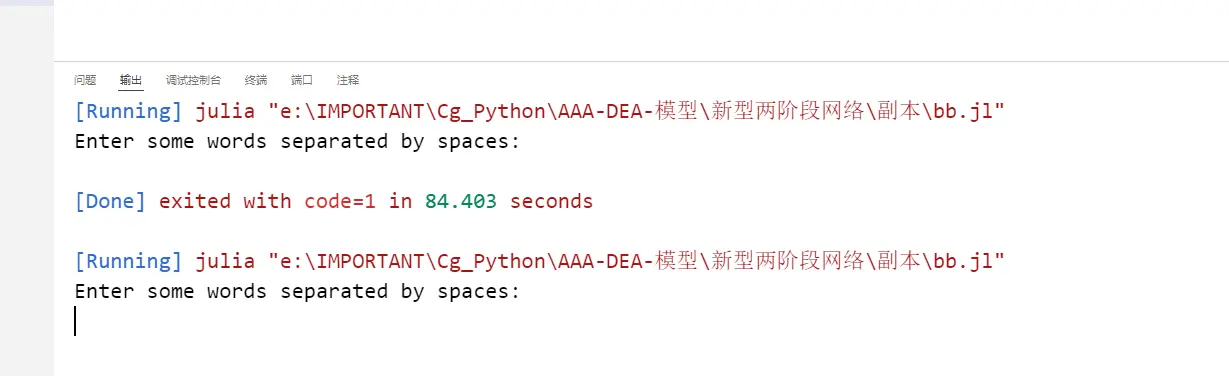 问题 输出 调试控制台 终端 端口 注释
[Running] julia "e:\IMPORTANT\Cg_Python\AAA-DEA-模型\新型两阶段网络\副本\bb.jl"
Enter some words separated by spaces:
[Done] exited with code=1 in 84.403 seconds
[Running] julia "e:\IMPORTANT\Cg_Python\AAA-DEA-模型\新型两阶段网络\副本\bb.jl"
Enter some words separated by spaces: